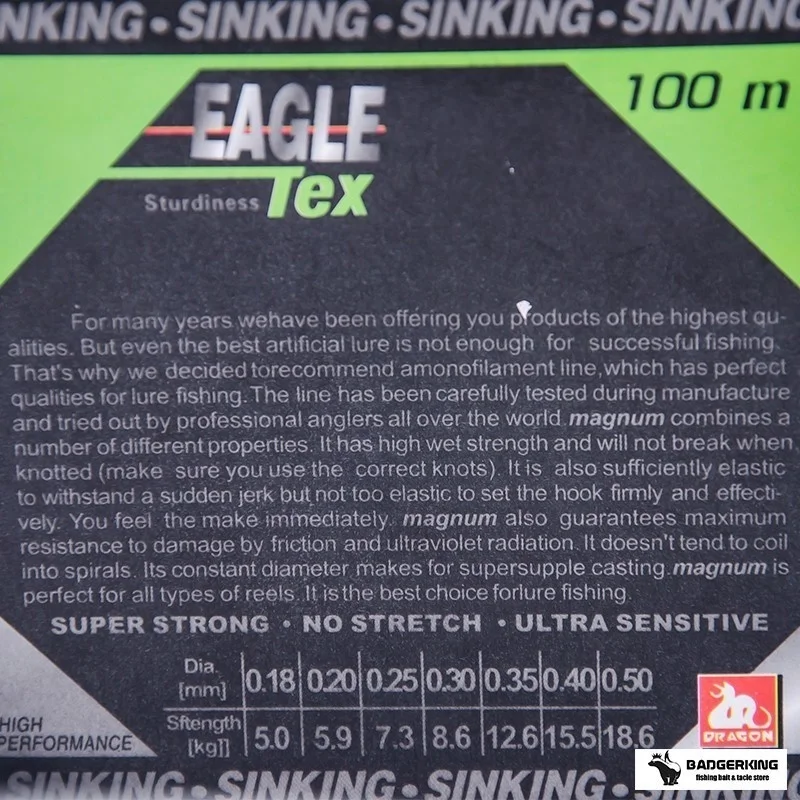 NKING • SINKING • SINKING • SINKING
100 m
EAGLE
Sturdiness Tex
For many years wehave been offering you products of the highest qu-
alities. But even the best artificial lure is not enough for successful fishing.
That's why we decided torecommend amonofilament line,which has perfect
qualities for lure fishing.The line has been carefully tested during manufacture
and tried out by professional anglers all over the world.magnum combines a
number of different properties. It has high wet strength and will not break when
knotted (make sure you use the correct knots). It is also sufficiently elastic
to withstand a sudden jerk but not too elastic to set the hook firmly and effecti-
vely. You feel the make immediately. magnum also guarantees maximum
resistance to damage by friction and ultraviolet radiation. It doesn't tend to coil
into spirals. Its constant diameter makes for supersupple casting.magnum is
perfect for all types of reels. It is the best choice forlure fishing.
SUPER STRONG • NO STRETCH • ULTRA SENSITIVE
Dia. [mm] 0.18 0.20 0.25 0.30 0.35 0.40 0.50
Sftength [kg]] 5.0 5.9 7.3 8.6 12.6 15.5 18.6
HIGH
PERFORMANCE
DRAGON
BADGERKING
fishing bait & tacle store
SINKING • SINKING • SINKING • SINKING